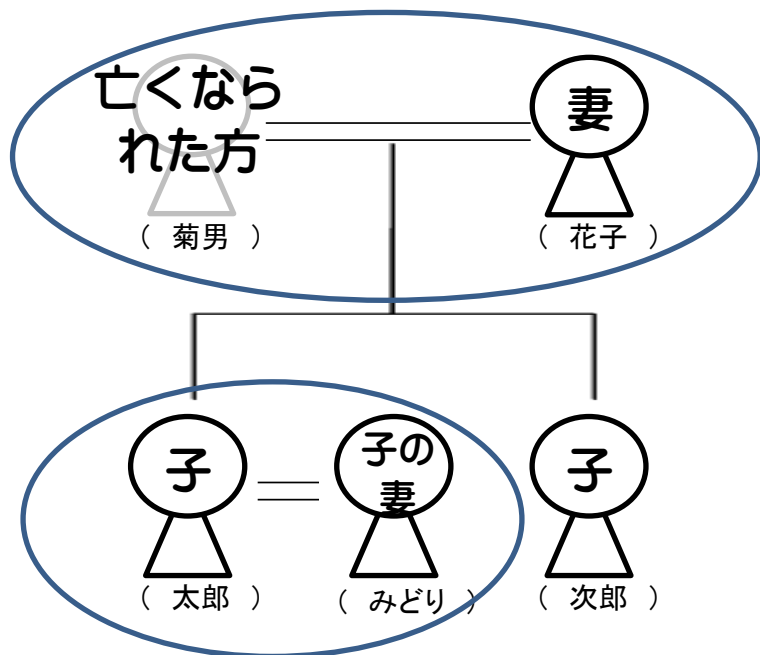 亡くなら
れた方
妻
（ 菊男 ）
（ 花子 ）
子
子の
妻
子
（ 太郎 ）
（ みどり ）
（ 次郎 ）